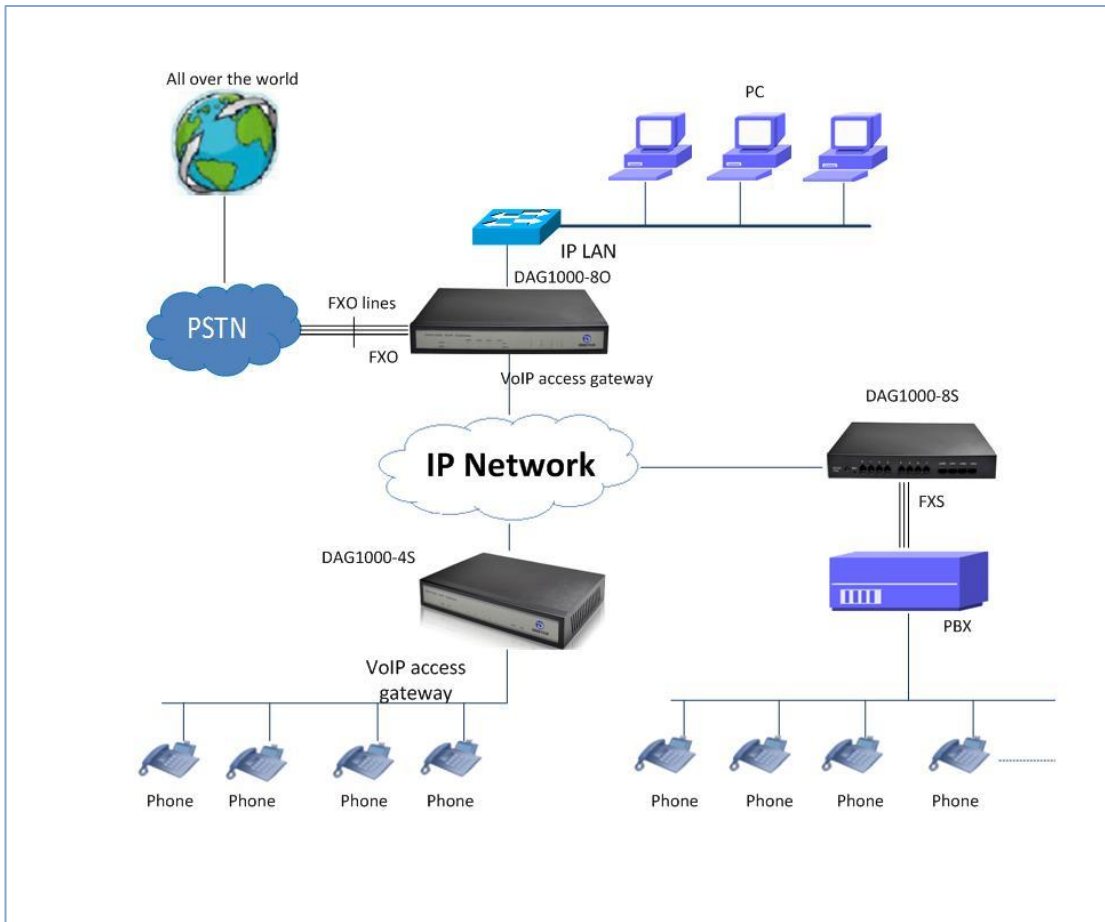 All over the world
PC
IP LAN
DAG1000-8O
FXO lines
PSTN
FXO
VoIP access gateway
DAG1000-8S
IP Network
FXS
DAG1000-4S
PBX
VoIP access
gateway
Phone
Phone
Phone
Phone
Phone
Phone
Phone
Phone